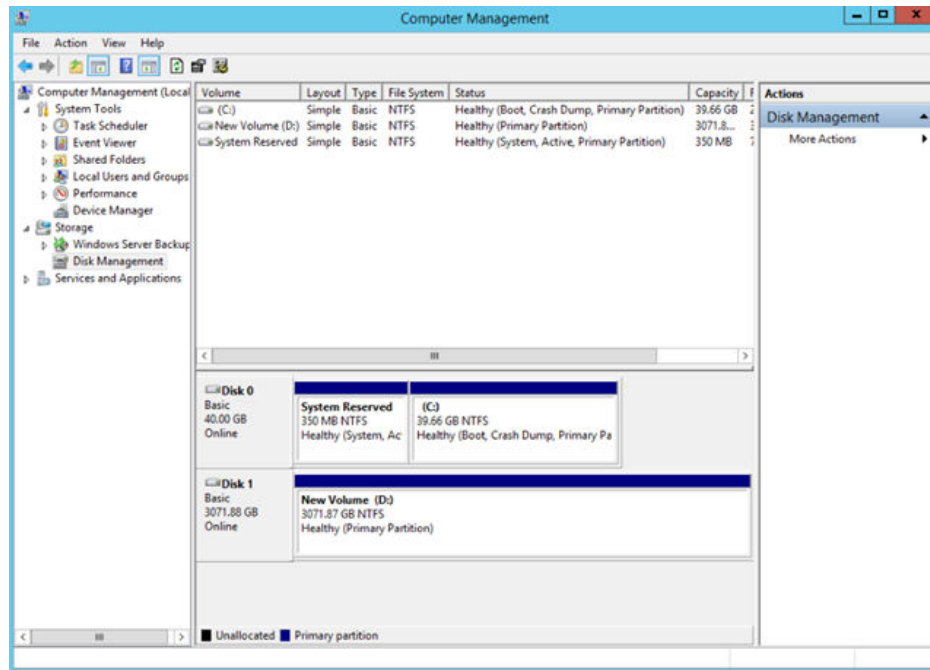 Computer Management
File Action View Help
Computer Management (Local
System Tools
Task Scheduler
Event Viewer
Shared Folders
Local Users and Groups
Performance
Device Manager
Storage
Windows Server Backup
Disk Management
Services and Applications
Volume Layout Type File System Status Capacity
(C:) Simple Basic NTFS Healthy (Boot, Crash Dump, Primary Partition) 39.66 GB
New Volume (D:) Simple Basic NTFS Healthy (Primary Partition) 3071.8...
System Reserved Simple Basic NTFS Healthy (System, Active, Primary Partition) 350 MB
Actions
Disk Management
More Actions
Disk 0
Basic
40.00 GB
Online
System Reserved
350 MB NTFS
Healthy (System, Ac
(C:)
39.66 GB NTFS
Healthy (Boot, Crash Dump, Primary Pa
Disk 1
Basic
3071.88 GB
Online
New Volume (D:)
3071.87 GB NTFS
Healthy (Primary Partition)
Unallocated Primary partition